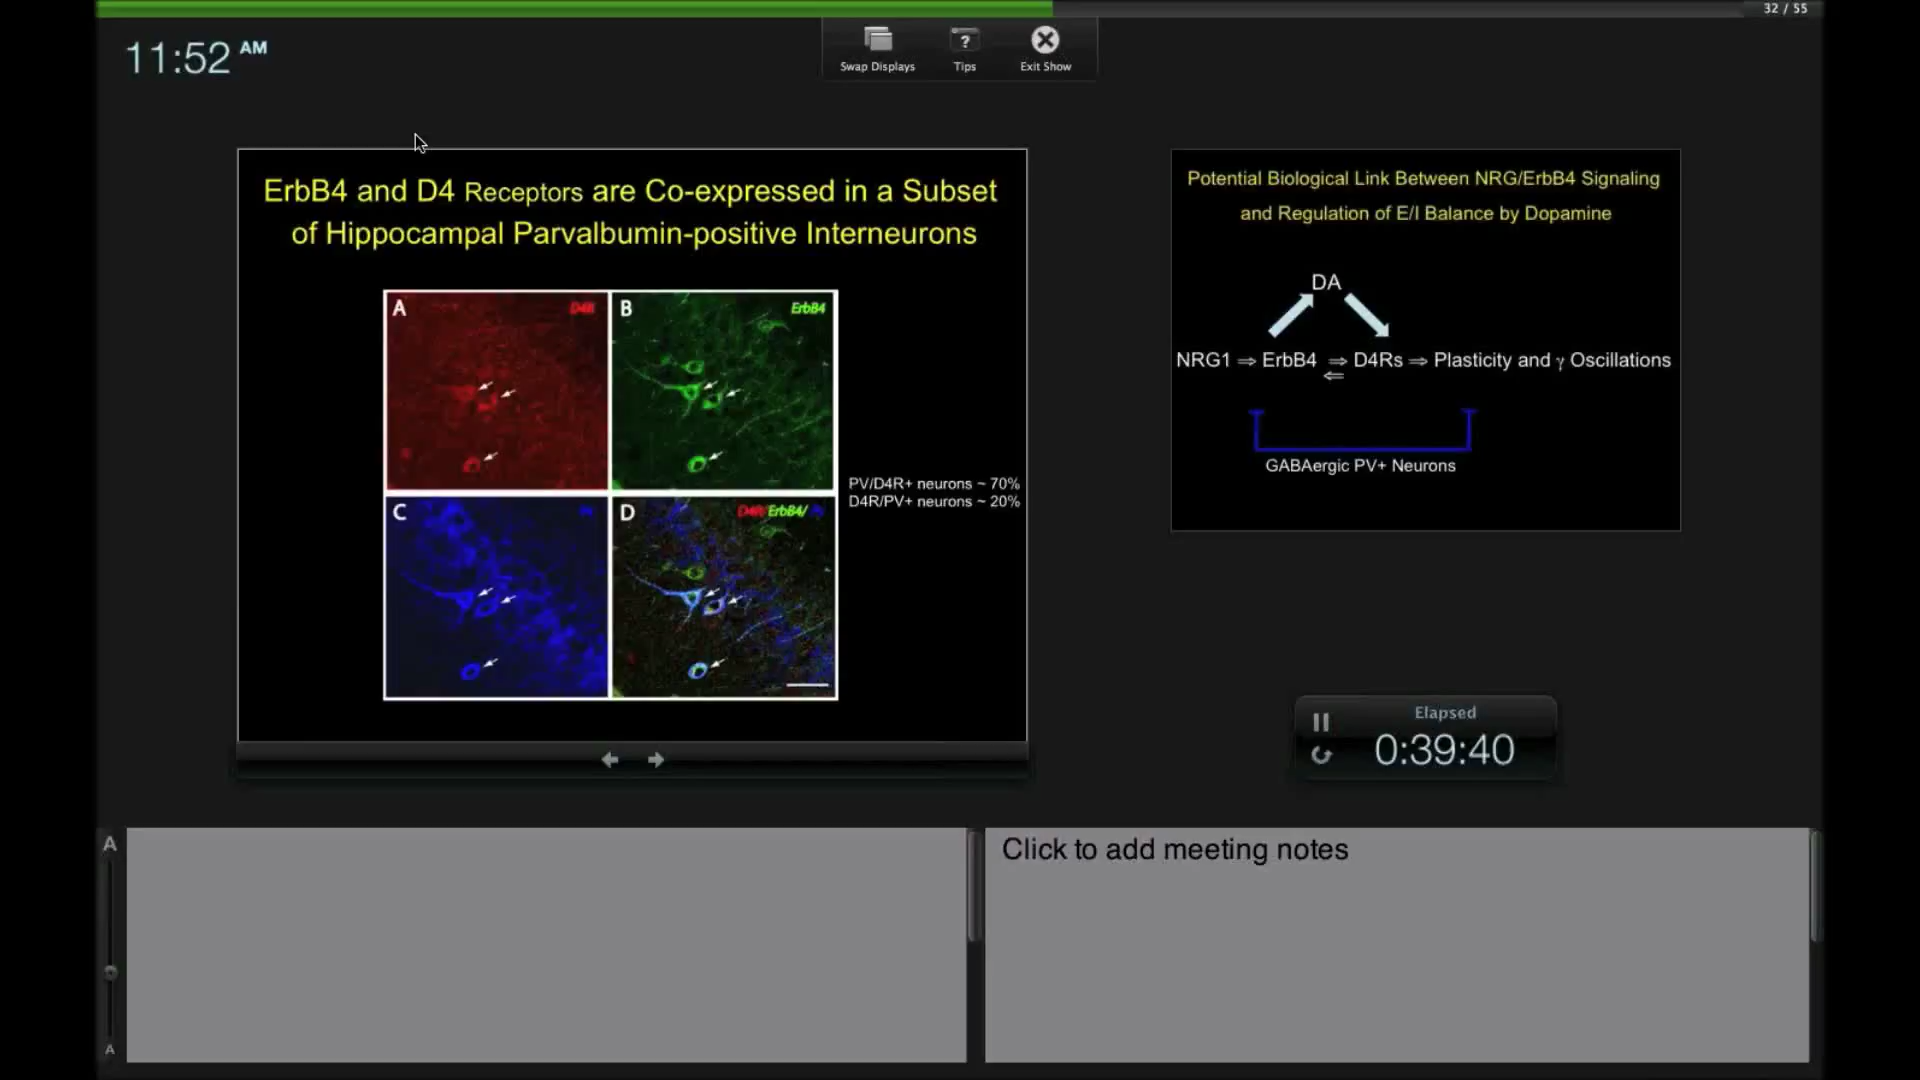 32 / 55
11:52 AM
Swap Displays
Tips
Exit Show
ErbB4 and D4 Receptors are Co-expressed in a Subset
of Hippocampal Parvalbumin-positive Interneurons
A
D4R
B
ErbB4
C
D
D4R/ErbB4/
PV/D4R+ neurons ~ 70%
D4R/PV+ neurons ~ 20%
Potential Biological Link Between NRG/ErbB4 Signaling
and Regulation of E/I Balance by Dopamine
DA
NRG1 ⇒ ErbB4 ⇒ D4Rs ⇒ Plasticity and γ Oscillations
⇐
GABAergic PV+ Neurons
Elapsed
0:39:40
A
A
Click to add meeting notes